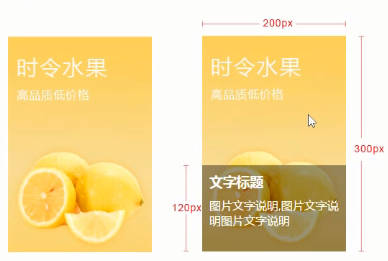 时令水果
高品质低价格
200px
时令水果
高品质低价格
300px
120px
文字标题
图片文字说明,图片文字说
明图片文字说明